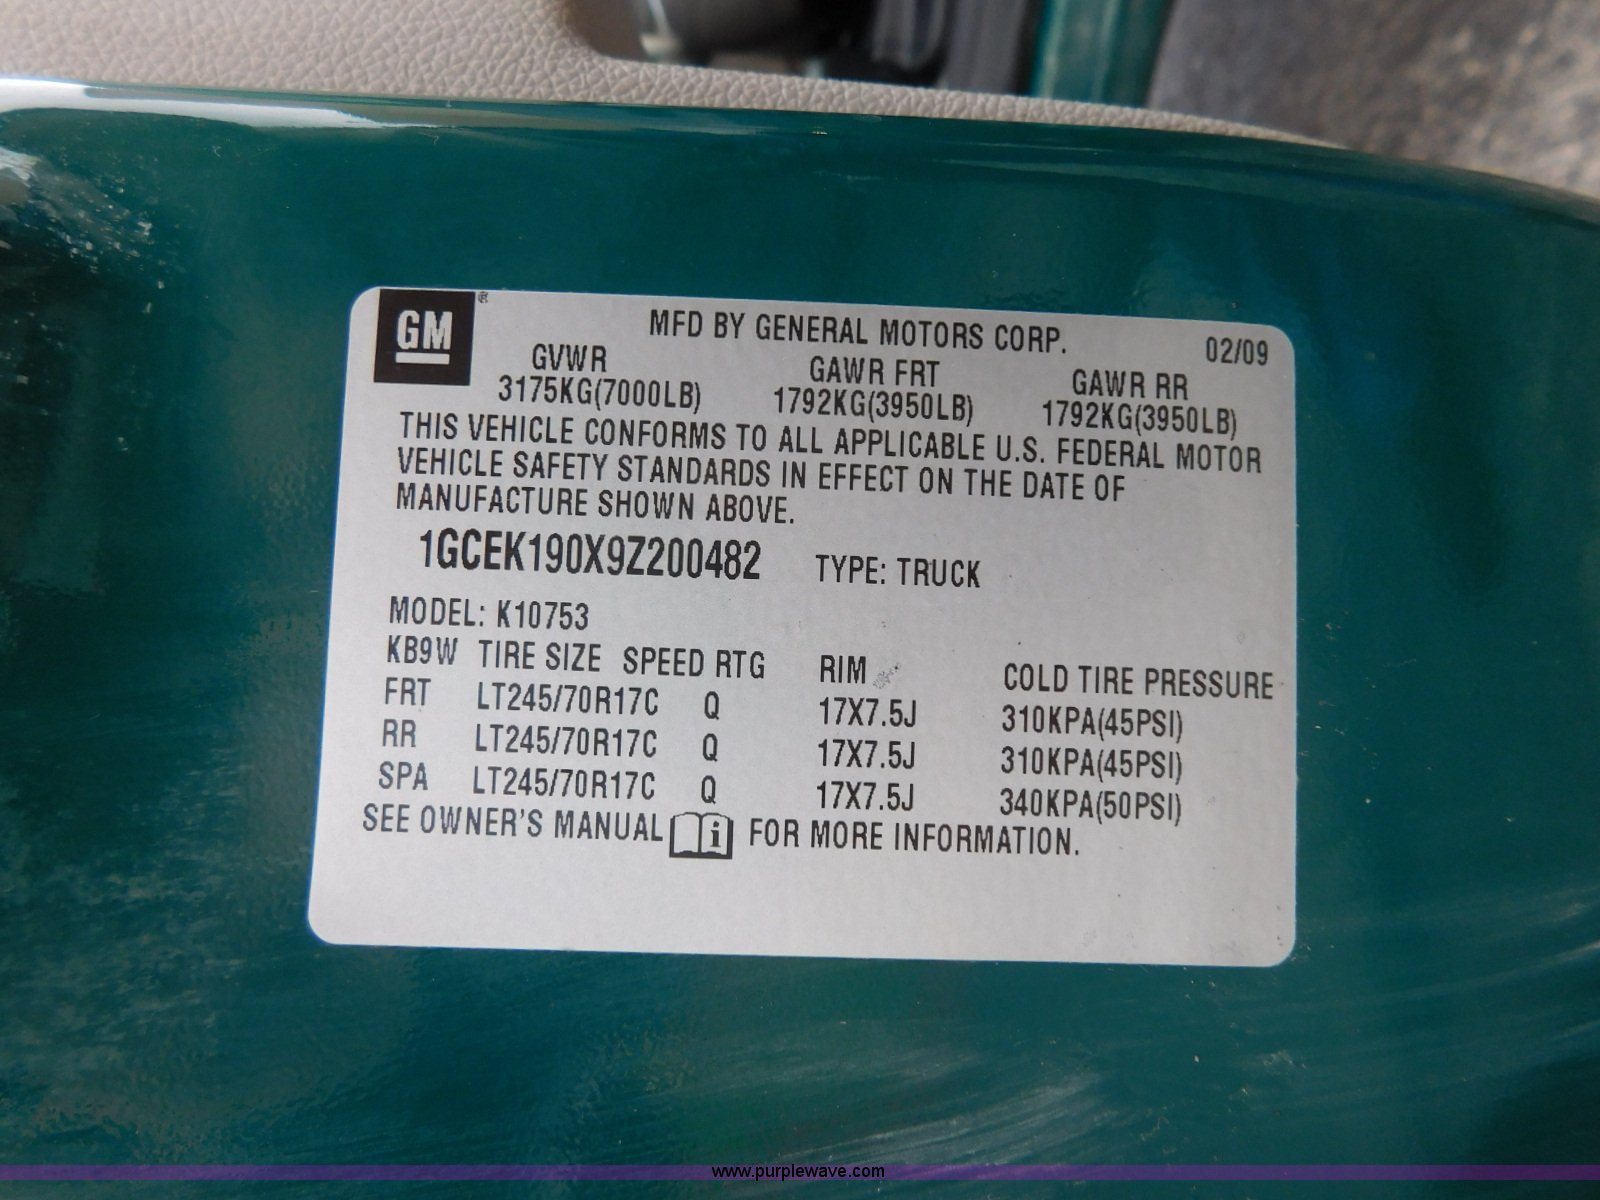 GM ®
MFD BY GENERAL MOTORS CORP. 02/09
GVWR GAWR FRT GAWR RR
3175KG(7000LB) 1792KG(3950LB) 1792KG(3950LB)
THIS VEHICLE CONFORMS TO ALL APPLICABLE U.S. FEDERAL MOTOR
VEHICLE SAFETY STANDARDS IN EFFECT ON THE DATE OF
MANUFACTURE SHOWN ABOVE.
1GCEK190X9Z200482 TYPE: TRUCK
MODEL: K10753
KB9W TIRE SIZE SPEED RTG RIM COLD TIRE PRESSURE
FRT LT245/70R17C Q 17X7.5J 310KPA(45PSI)
RR LT245/70R17C Q 17X7.5J 310KPA(45PSI)
SPA LT245/70R17C Q 17X7.5J 340KPA(50PSI)
SEE OWNER'S MANUAL i FOR MORE INFORMATION.
www.purplewave.com